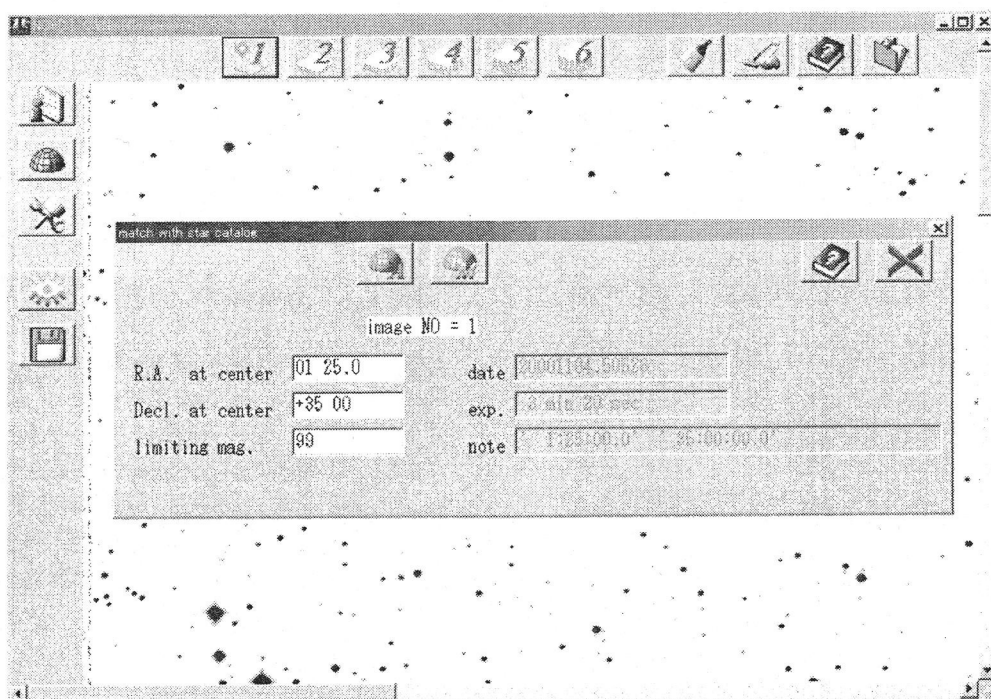 1 2 3 4 5 6
match with star catalog
image NO = 1
R.A. at center 01 25.0 date
Decl. at center +35 00 exp. 3 min 20 sec
limiting mag. 99 note